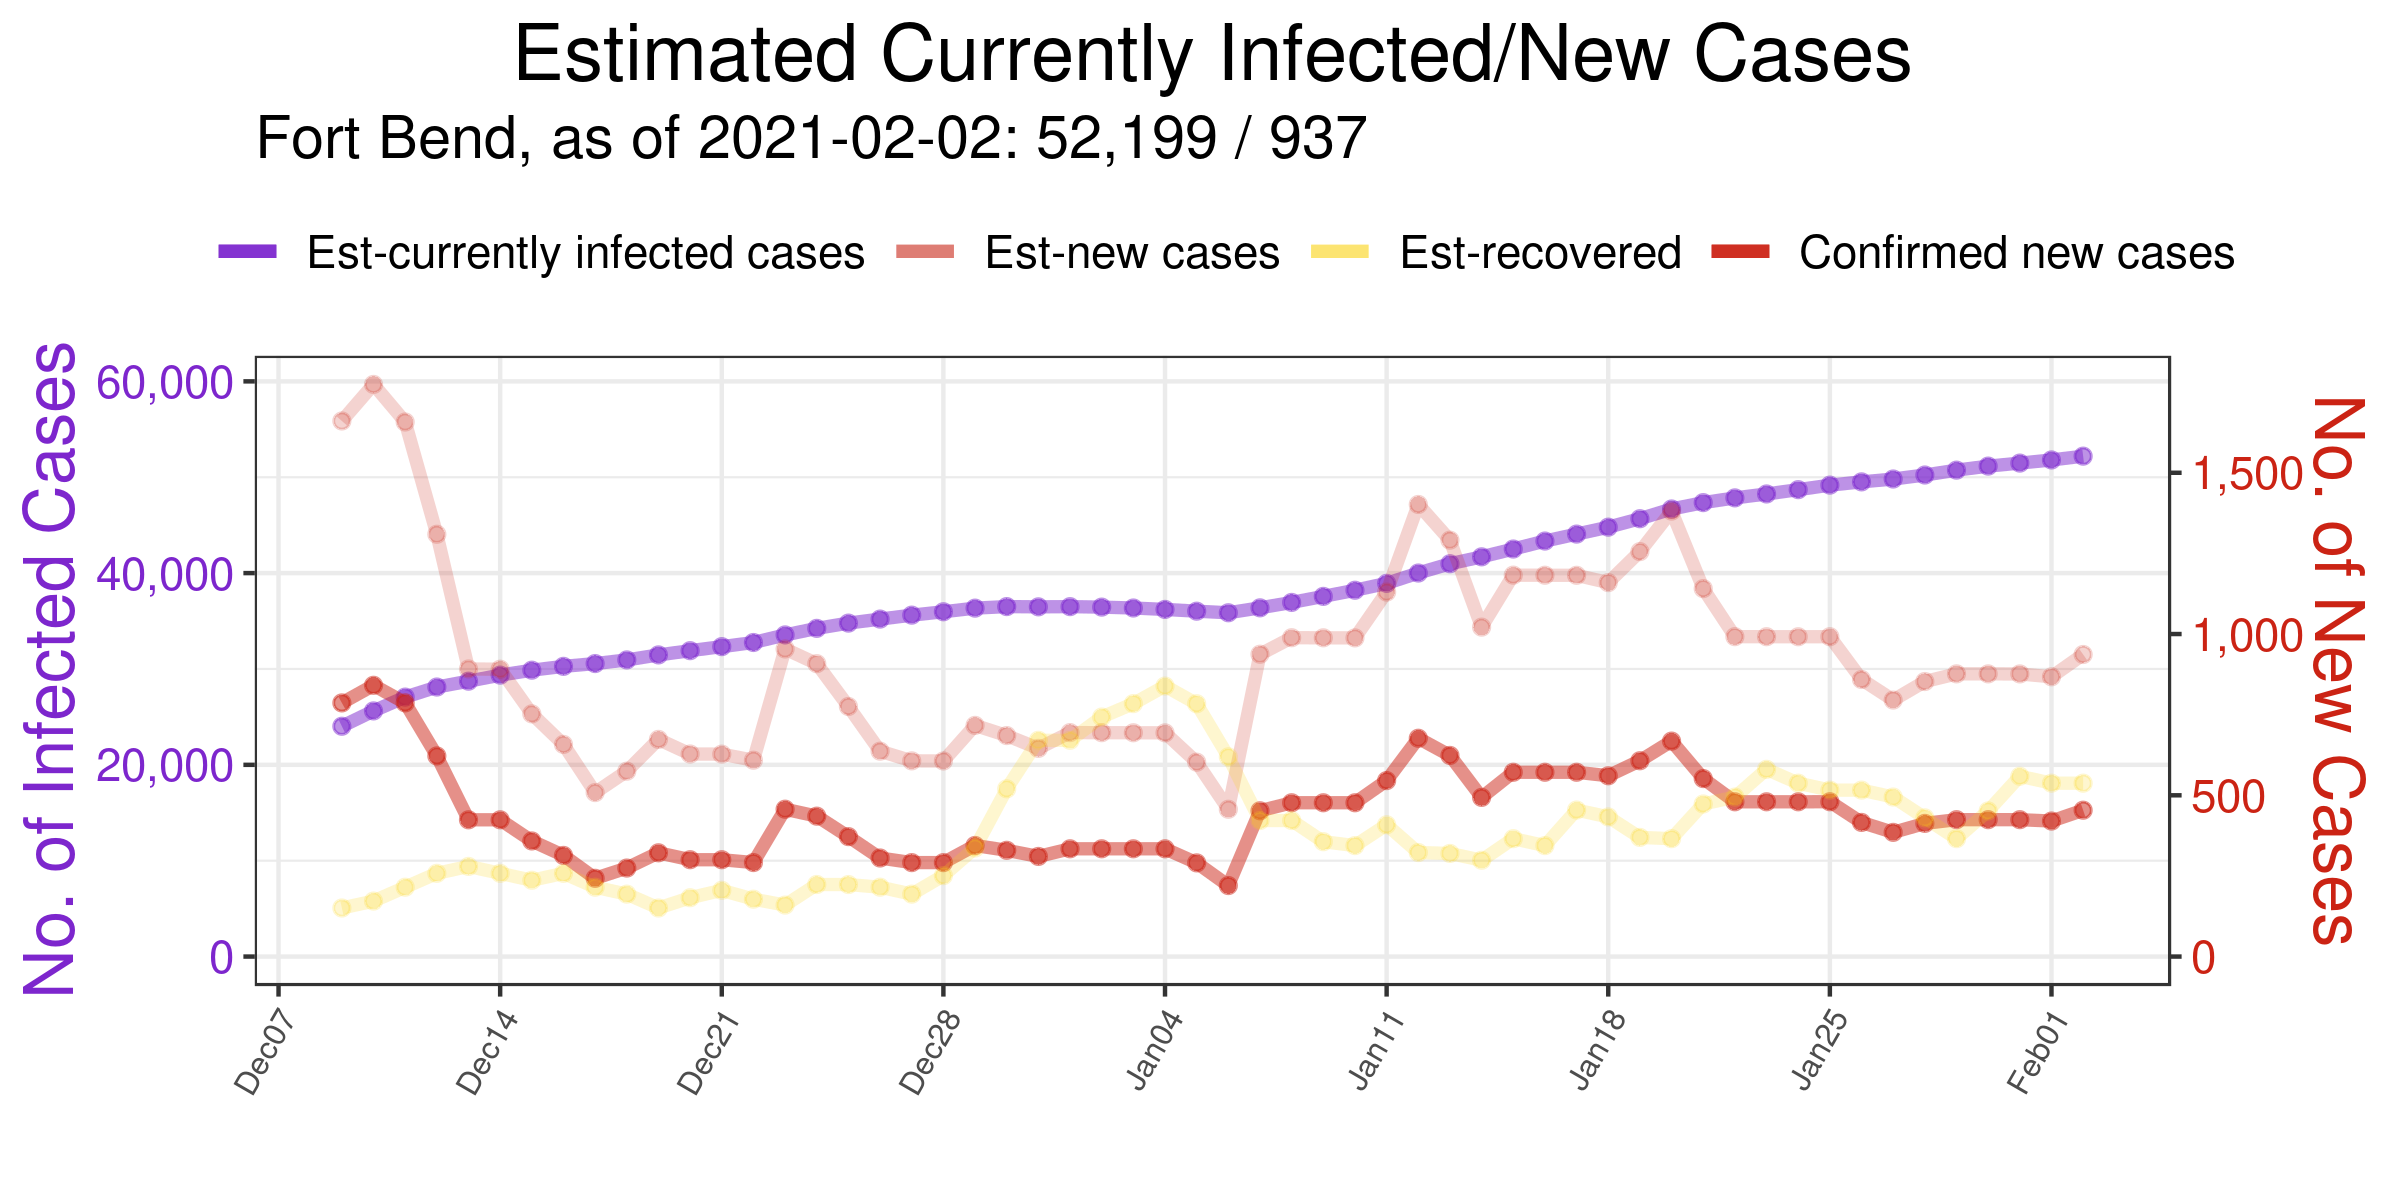 Estimated Currently Infected/New Cases
Fort Bend, as of 2021-02-02: 52,199 / 937
Est-currently infected cases Est-new cases Est-recovered Confirmed new cases
No. of Infected Cases
60,000
40,000
20,000
0
1,500
1,000
500
0
No. of New Cases
Dec07 Dec14 Dec21 Dec28 Jan04 Jan11 Jan18 Jan25 Feb01